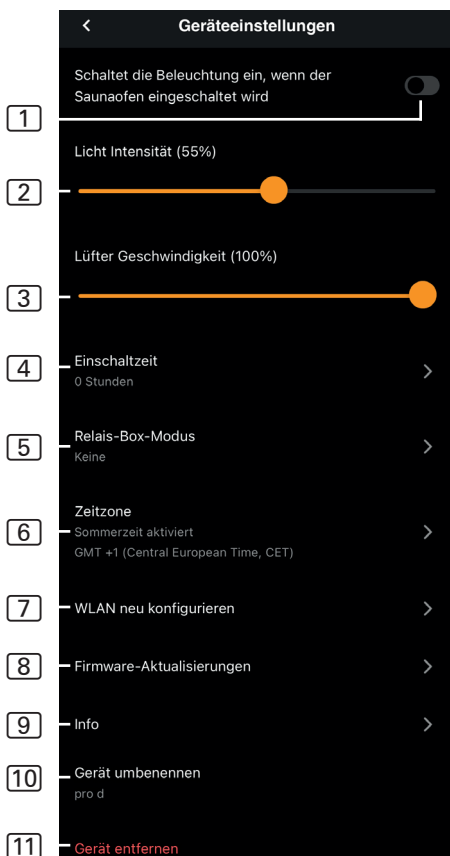 Geräteeinstellungen
Schaltet die Beleuchtung ein, wenn der
Saunaofen eingeschaltet wird
1
Licht Intensität (55%)
2
Lüfter Geschwindigkeit (100%)
3
Einschaltzeit
4
0 Stunden
Relais-Box-Modus
5
Keine
Zeitzone
6
Sommerzeit aktiviert
GMT +1 (Central European Time, CET)
7
WLAN neu konfigurieren
8
Firmware-Aktualisierungen
9
Info
10
Gerät umbenennen
pro d
11
Gerät entfernen